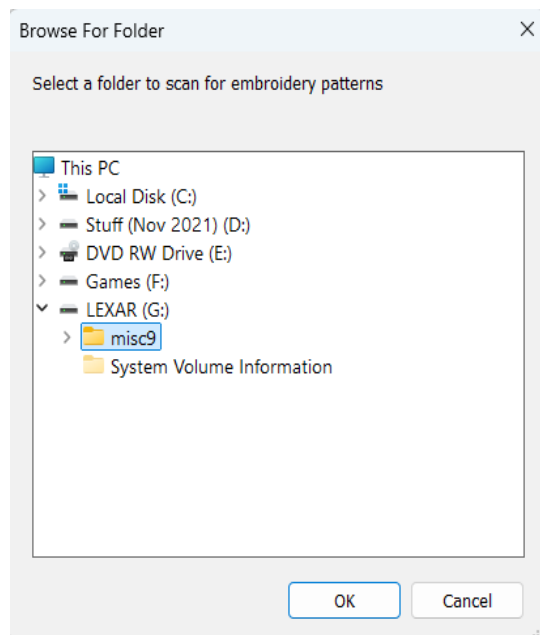 Browse For Folder
Select a folder to scan for embroidery patterns
This PC
Local Disk (C:)
Stuff (Nov 2021) (D:)
DVD RW Drive (E:)
Games (F:)
LEXAR (G:)
misc9
System Volume Information
OK Cancel